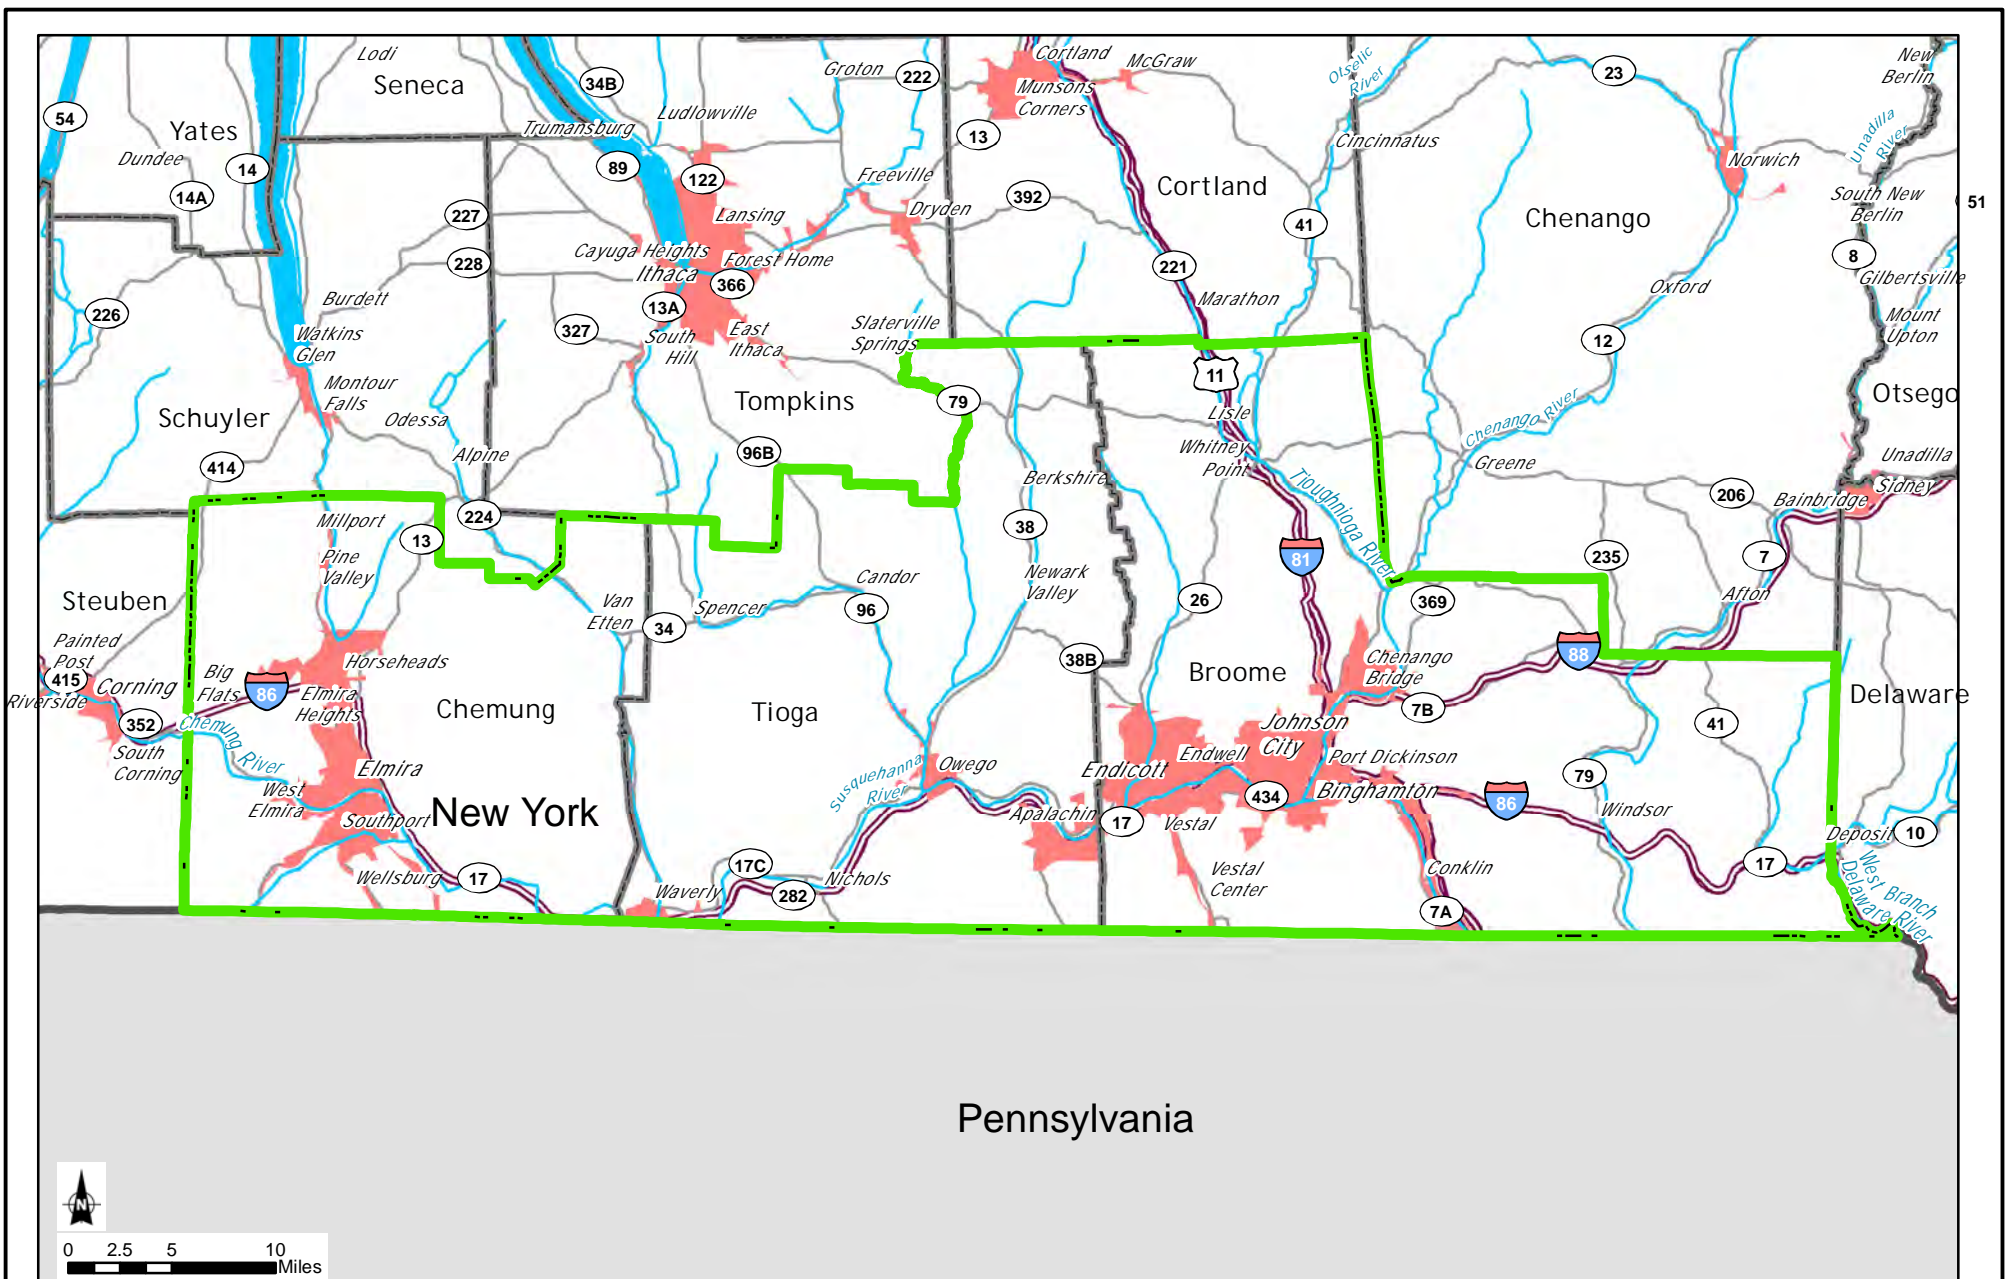 Lodi
Seneca
34B
Groton
222
Cortland
McGraw
Munsons
Corners
Otselic
River
23
New
Berlin
54
Yates
Dundee
14
14A
Trumansburg
Ludlowville
89
122
13
Cincinnatus
Unadilla
River
Norwich
Freeville
392
Cortland
Lansing
Dryden
227
228
Cayuga Heights
Ithaca
Forest Home
366
13A
41
Chenango
South New
Berlin
51
8
Gilbertsville
221
Marathon
Oxford
226
Burdett
Watkins
Glen
327
South
Hill
East
Ithaca
Slaterville
Springs
12
Mount
Upton
11
Montour
Falls
Odessa
Schuyler
Tompkins
79
Lisle
Otsego
Chenango River
414
Alpine
96B
Whitney
Point
Greene
Unadilla
Berkshire
Tioughnioga River
206
Bainbridge
Sidney
224
Millport
13
Pine
Valley
38
81
235
7
Steuben
Van
Etten
34
Spencer
Candor
96
Newark
Valley
26
369
Afton
Painted
Post
415
Riverside
Corning
352
South
Corning
Big
Flats
86
Horseheads
Elmira
Heights
Chemung
Tioga
38B
Broome
Chenango
Bridge
88
7B
Delaware
41
Chemung River
West
Elmira
Elmira
Southport
New York
Susquehanna
River
Owego
Apalachin
Endicott
Endwell
Johnson
City
Port Dickinson
Binghamton
434
86
79
Windsor
17
Vestal
Deposit
10
Wellsburg
17
Waverly
17C
282
Nichols
Vestal
Center
Conklin
7A
17
West Branch
Delaware River
Pennsylvania
N
0 2.5 5 10
Miles